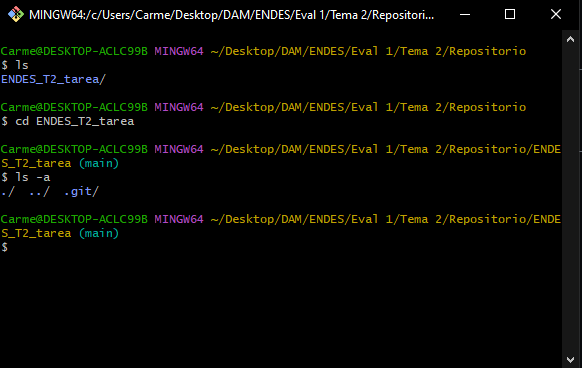 MINGW64:/c/Users/Carme/Desktop/DAM/ENDES/Eval 1/Tema 2/Repositori...
Carme@DESKTOP-ACLC99B MINGW64 ~/Desktop/DAM/ENDES/Eval 1/Tema 2/Repositorio
$ ls
ENDES_T2_tarea/
Carme@DESKTOP-ACLC99B MINGW64 ~/Desktop/DAM/ENDES/Eval 1/Tema 2/Repositorio
$ cd ENDES_T2_tarea
Carme@DESKTOP-ACLC99B MINGW64 ~/Desktop/DAM/ENDES/Eval 1/Tema 2/Repositorio/ENDE
S_T2_tarea (main)
$ ls -a
./  ../  .git/
Carme@DESKTOP-ACLC99B MINGW64 ~/Desktop/DAM/ENDES/Eval 1/Tema 2/Repositorio/ENDE
S_T2_tarea (main)
$